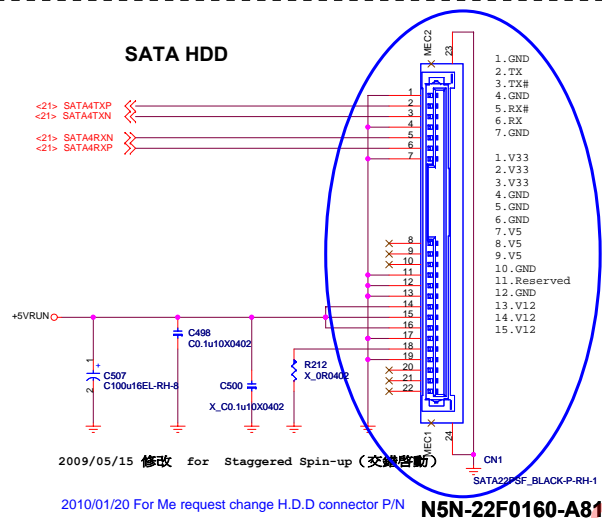 SATA HDD
MEC2
23
1.GND
2.TX
3.TX#
4.GND
5.RX#
6.RX
7.GND
1.V33
2.V33
3.V33
4.GND
5.GND
6.GND
7.V5
8.V5
9.V5
10.GND
11.Reserved
12.GND
13.V12
14.V12
15.V12
<21> SATA4TXP
<21> SATA4TXN
<21> SATA4RXN
<21> SATA4RXP
1
2
3
4
5
6
7
8
9
10
11
12
13
14
15
16
17
18
19
20
21
22
+5VRUN
1
+
2
C507
C100u16EL-RH-8
C498
C0.1u10X0402
C500
X_C0.1u10X0402
R212
X_0R0402
MEC1
24
CN1
SATA22PSF_BLACK-P-RH-1
2009/05/15 修改 for Staggered Spin-up (交錯啓動)
2010/01/20 For Me request change H.D.D connector P/N
N5N-22F0160-A81